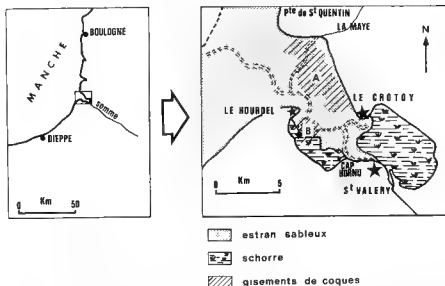 BOULOGNE
MANCHE
somme
DIEPPE
Km
0 50
pte de St QUENTIN
LA MAYE
N
A
LE HOURDEL
LE CROTOY
B
CAP HORNU
St VALERY
Km
0 5
estran sableux
schorre
gisements de coques